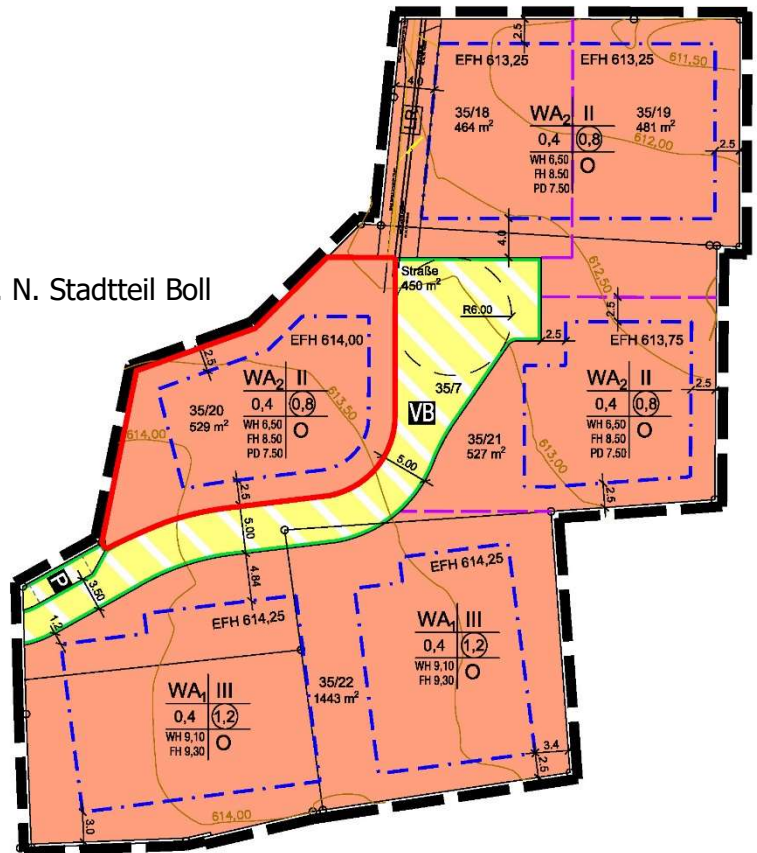 2.5
EFH 613,25
EFH 613,25
611,50
4.0
LR
35/18
464 m²
WA₂ II
0,4 0,8
WH 6,50
FH 8.50
PD 7.50
O
35/19
481 m²
612,00
2.5
4.0
. N. Stadtteil Boll
Straße
450 m²
R6.00
612,50
2.5
EFH 614,00
2.5
WA₂ II
0,4 0,8
WH 6,50
FH 8.50
PD 7.50
O
35/20
529 m²
613,50
614,00
35/7
VB
2.5
EFH 613,75
WA₂ II
0,4 0,8
WH 6,50
FH 8.50
PD 7.50
O
2.5
35/21
527 m²
613,00
5.00
2.5
2.5
5.00
P
3.50
1.2
4.84
EFH 614,25
EFH 614,25
WA₁ III
0,4 1,2
WH 9,10
FH 9,30
O
35/22
1443 m²
WA₁ III
0,4 1,2
WH 9,10
FH 9,30
O
3.4
2.5
614,00
3.0